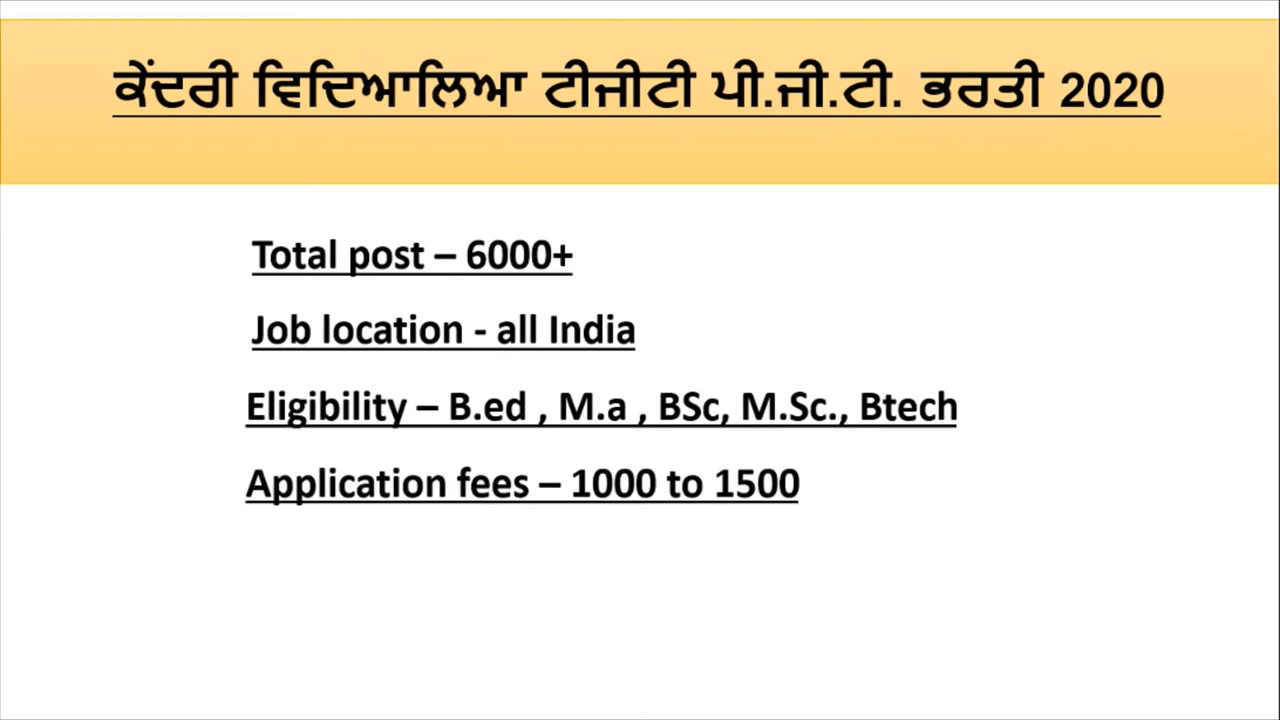 ਕੇਂਦਰੀ ਵਿਦਿਆਲਿਆ ਟੀਜੀਟੀ ਪੀ.ਜੀ.ਟੀ. ਭਰਤੀ 2020
Total post – 6000+
Job location - all India
Eligibility – B.ed , M.a , BSc, M.Sc., Btech
Application fees – 1000 to 1500